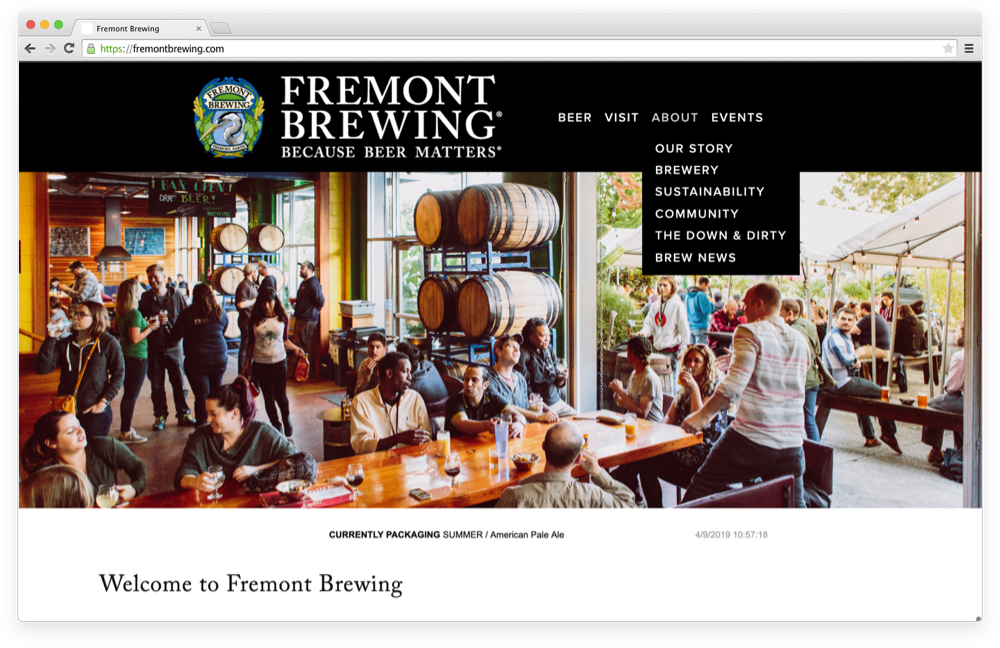 Fremont Brewing
https://fremontbrewing.com
FREMONT
BREWING
FREMONT
BREWING®
BECAUSE BEER MATTERS®
BEER VISIT ABOUT EVENTS
OUR STORY
BREWERY
SUSTAINABILITY
COMMUNITY
THE DOWN & DIRTY
BREW NEWS
CURRENTLY PACKAGING SUMMER / American Pale Ale
4/9/2019 10:57:18
Welcome to Fremont Brewing